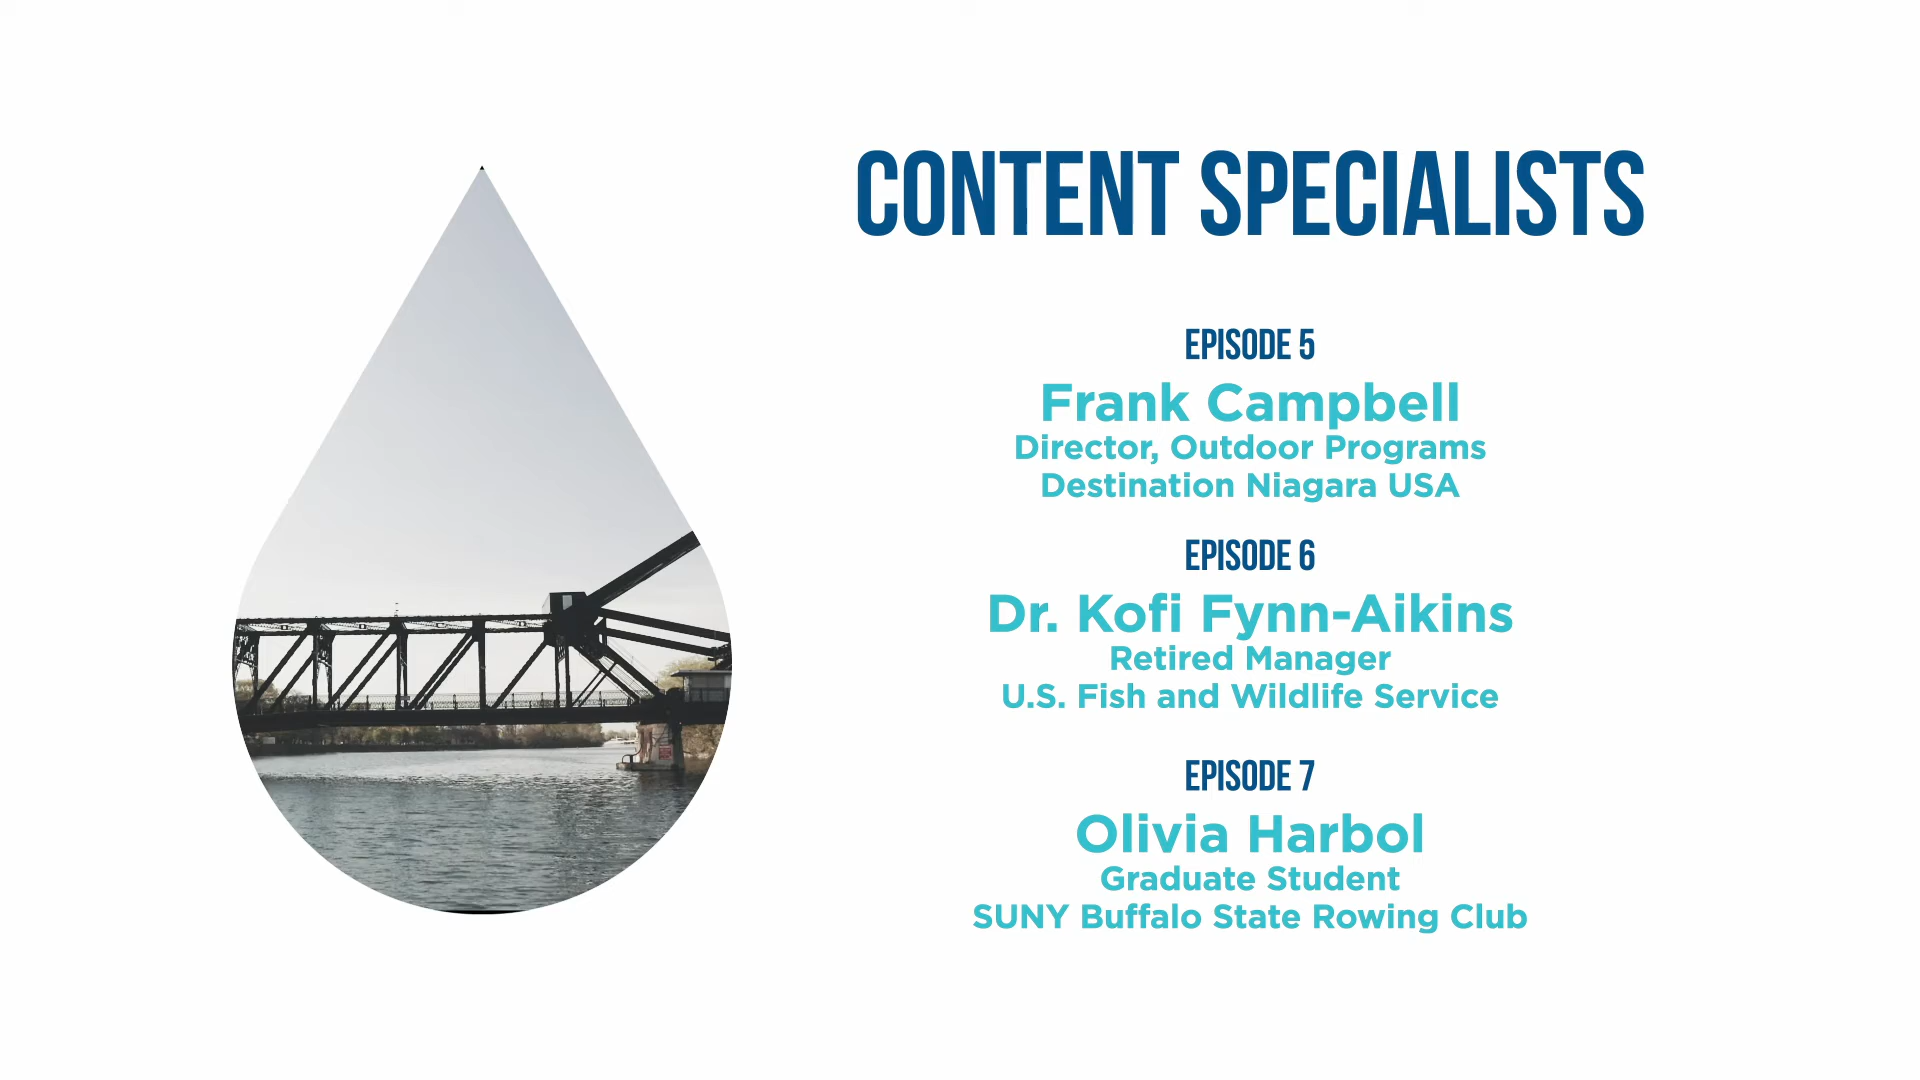 CONTENT SPECIALISTS
EPISODE 5
Frank Campbell
Director, Outdoor Programs
Destination Niagara USA
EPISODE 6
Dr. Kofi Fynn-Aikins
Retired Manager
U.S. Fish and Wildlife Service
EPISODE 7
Olivia Harbol
Graduate Student
SUNY Buffalo State Rowing Club